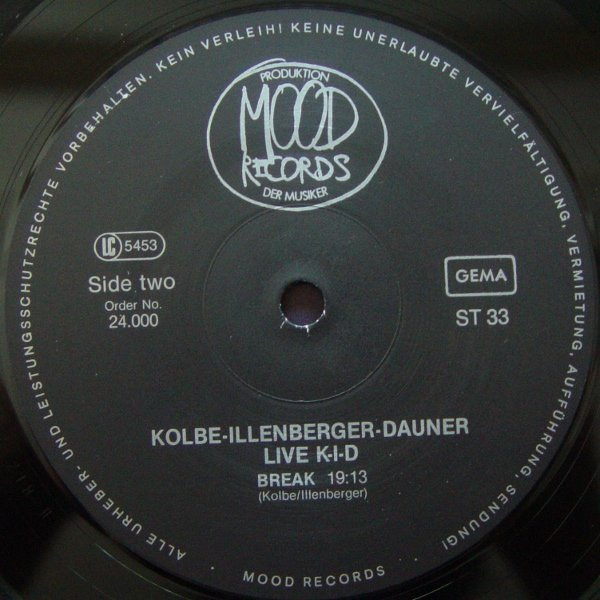 ALLE URHEBER- UND LEISTUNGSSCHUTZRECHTE VORBEHALTEN. KEIN VERLEIH! KEINE UNERLAUBTE VERVIELFÄLTIGUNG, VERMIETUNG, AUFFÜHRUNG, SENDUNG!
PRODUKTION
MOOD
RECORDS
DER MUSIKER
LC 5453
Side two
Order No.
24.000
GEMA
ST 33
KOLBE-ILLENBERGER-DAUNER
LIVE K-I-D
BREAK 19:13
(Kolbe/Illenberger)
MOOD RECORDS